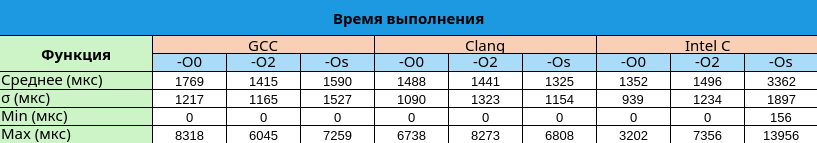 Время выполнения
Функция GCC Clang Intel C
-O0 -O2 -Os -O0 -O2 -Os -O0 -O2 -Os
Среднее (мкс) 1769 1415 1590 1488 1441 1325 1352 1496 3362
σ (мкс) 1217 1165 1527 1090 1323 1154 939 1234 1897
Min (мкс) 0 0 0 0 0 0 0 0 156
Max (мкс) 8318 6045 7259 6738 8273 6808 3202 7356 13956